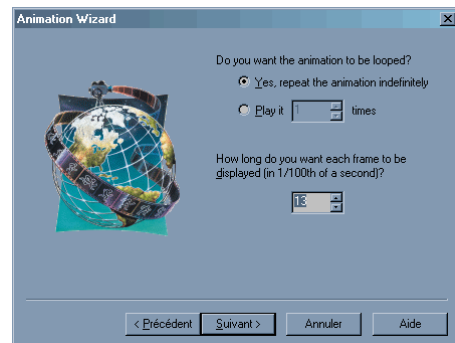 Animation Wizard
Do you want the animation to be looped?
Yes, repeat the animation indefinitely
Play it 1 times
How long do you want each frame to be
displayed (in 1/100th of a second)?
13
< Précédent Suivant > Annuler Aide